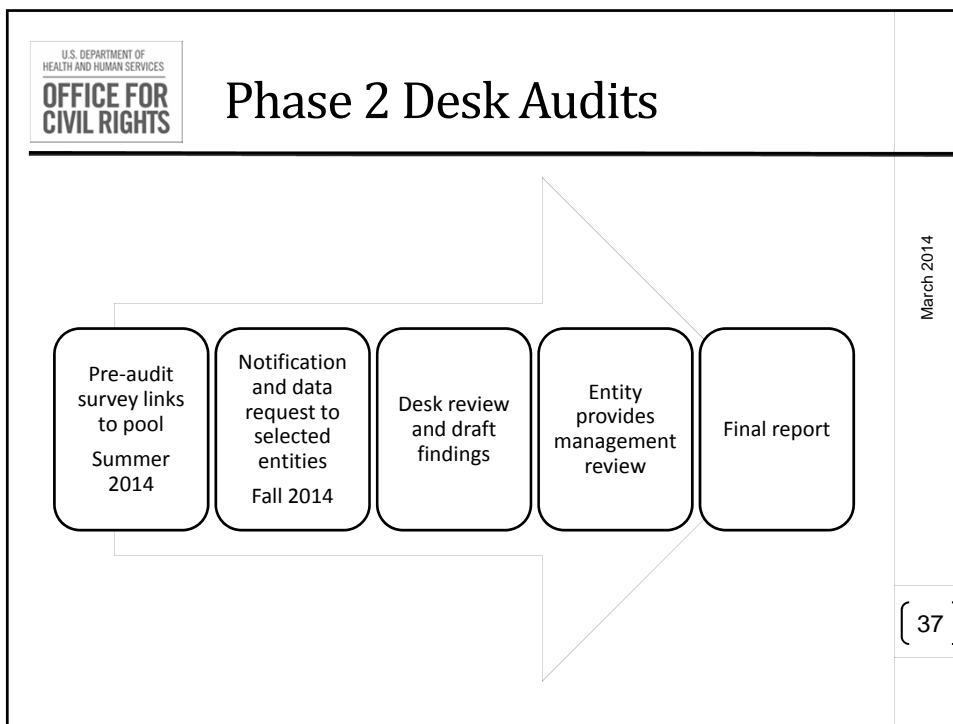 U.S. DEPARTMENT OF
HEALTH AND HUMAN SERVICES
OFFICE FOR
CIVIL RIGHTS
Phase 2 Desk Audits
March 2014
Pre-audit
survey links
to pool
Summer
2014
Notification
and data
request to
selected
entities
Fall 2014
Desk review
and draft
findings
Entity
provides
management
review
Final report
37